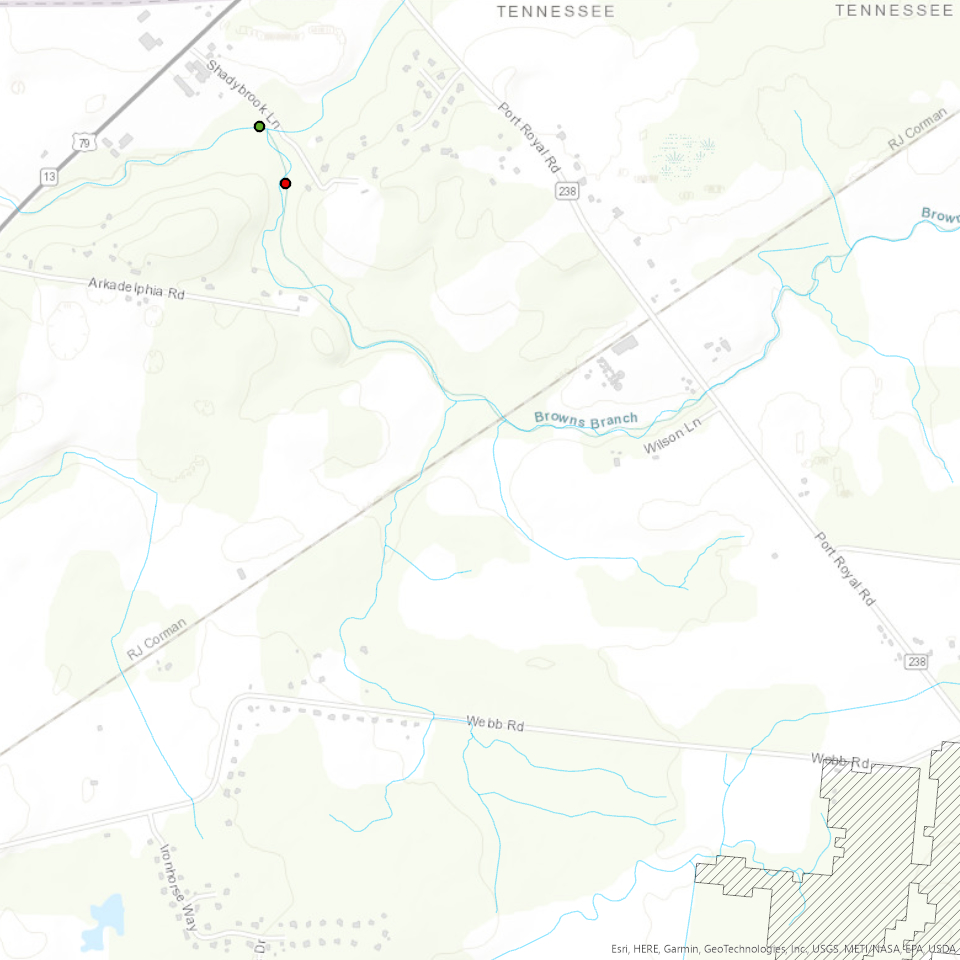 TENNESSEE
TENNESSEE
Shadybrook Ln
Port Royal Rd
RJ Corman
79
13
238
Brown
Arkadelphia Rd
Browns Branch
Wilson Ln
Port Royal Rd
RJ Corman
238
Webb Rd
Webb Rd
Ironhorse Way
Dr
Esri, HERE, Garmin, GeoTechnologies, Inc., USGS, METI/NASA, EPA, USDA